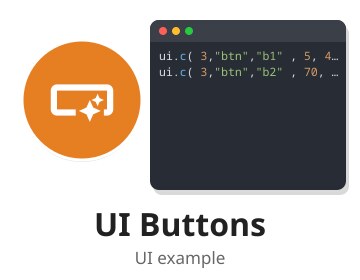 ui.c( 3,"btn","b1" , 5, 4…
ui.c( 3,"btn","b2" , 70, …
UI Buttons
UI example